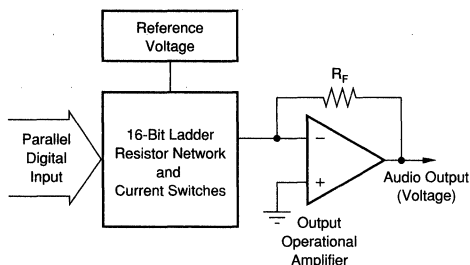 Reference
Voltage
Parallel
Digital
Input
16-Bit Ladder
Resistor Network
and
Current Switches
RF
−
+
Audio Output
(Voltage)
Output
Operational
Amplifier